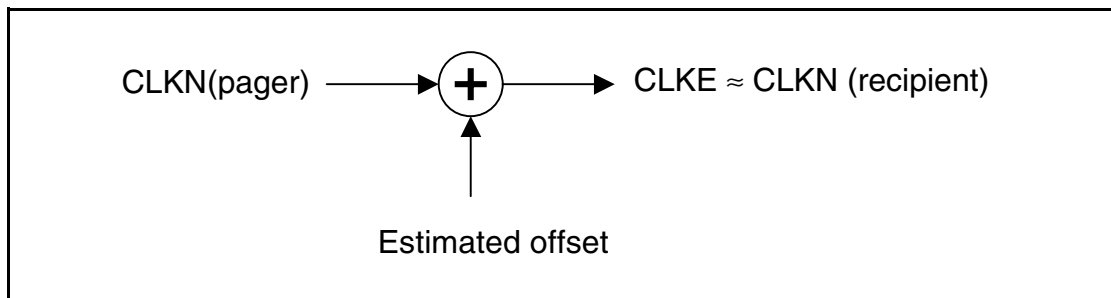 CLKN(pager) + CLKE ≈ CLKN (recipient)
Estimated offset